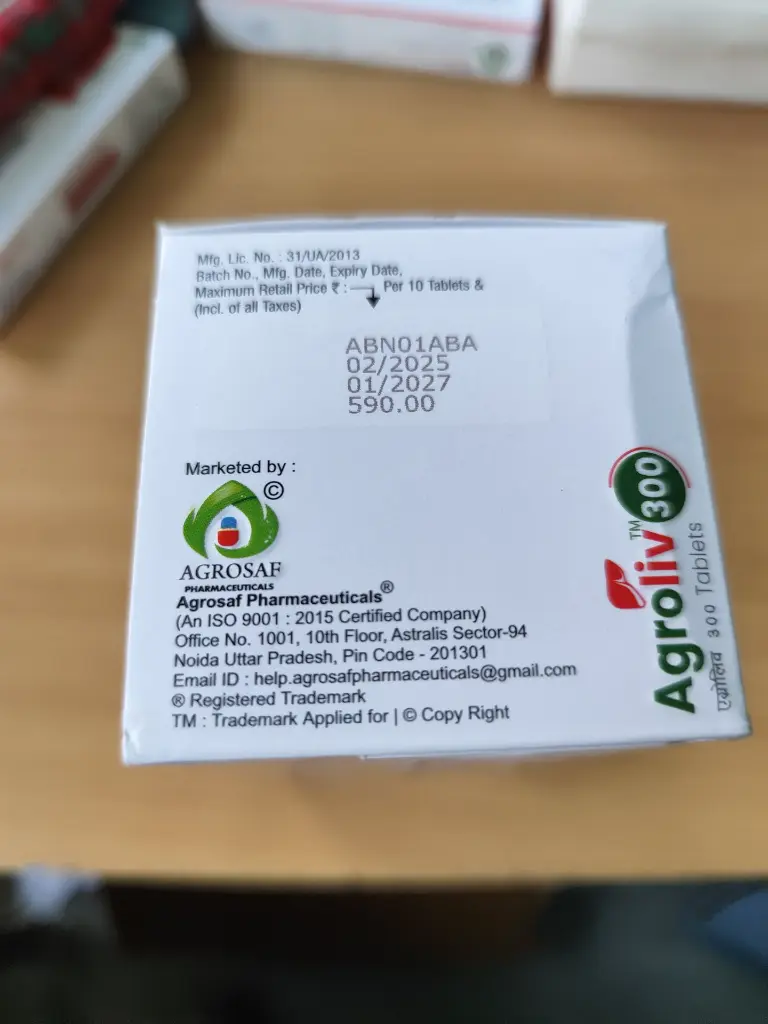 Mfg. Lic. No. : 31/UA/2013
Batch No., Mfg. Date, Expiry Date,
Maximum Retail Price ₹ : Per 10 Tablets &
(Incl. of all Taxes)
ABN01ABA
02/2025
01/2027
590.00
Marketed by :
©
AGROSAF
PHARMACEUTICALS
Agrosaf Pharmaceuticals®
(An ISO 9001 : 2015 Certified Company)
Office No. 1001, 10th Floor, Astralis Sector-94
Noida Uttar Pradesh, Pin Code - 201301
Email ID : help.agrosafpharmaceuticals@gmail.com
® Registered Trademark
TM : Trademark Applied for | © Copy Right
Agroliv™ 300
एग्रोलिव 300 Tablets